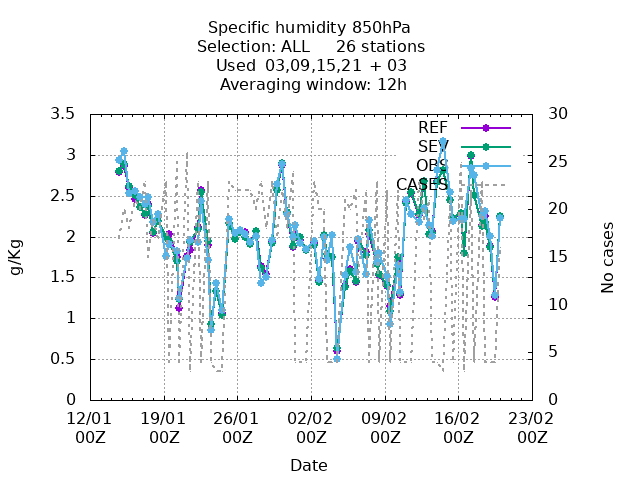 Specific humidity 850hPa
Selection: ALL 26 stations
Used 03,09,15,21 + 03
Averaging window: 12h
g/Kg
No cases
3.5
3
2.5
2
1.5
1
0.5
0
30
25
20
15
10
5
0
REF
SEV
OBS
CASES
12/01 19/01 26/01 02/02 09/02 16/02 23/02
00Z 00Z 00Z 00Z 00Z 00Z 00Z
Date